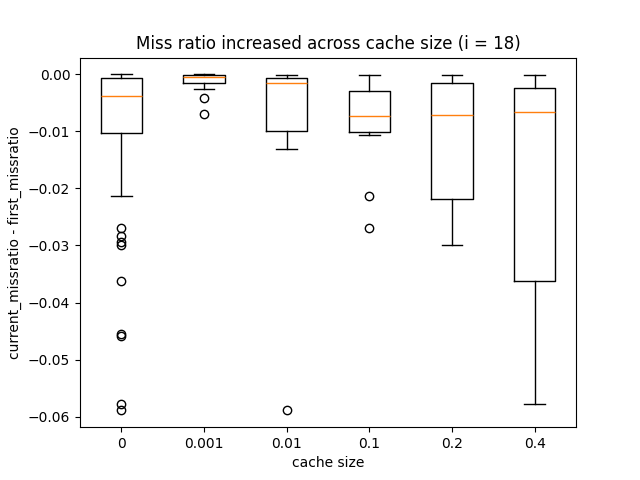 Miss ratio increased across cache size (i = 18)
current_missratio - first_missratio
0.00
−0.01
−0.02
−0.03
−0.04
−0.05
−0.06
0 0.001 0.01 0.1 0.2 0.4
cache size